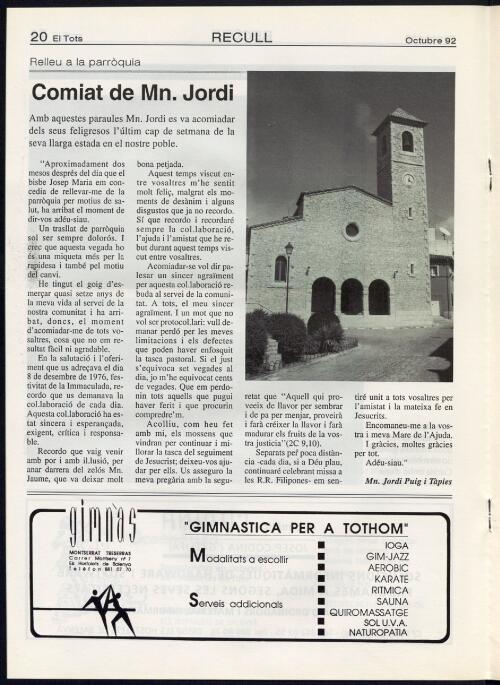 20 El Tots
RECULL
Octubre 92
Relleu a la parròquia
Comiat de Mn. Jordi
Amb aquestes paraules Mn. Jordi es va acomiadar
dels seus feligresos l'últim cap de setmana de la
seva llarga estada en el nostre poble.
"Aproximadament dos
mesos després del dia que el
bisbe Josep Maria em con-
cedia de rellevar-me de la
parròquia per motius de sa-
lut, ha arribat el moment de
dir-vos adéu-siau.
Un trasllat de parròquia
sol ser sempre dolorós. I
crec que aquesta vegada ho
és una miqueta més per la
rapidesa i també pel motiu
del canvi.
He tingut el goig d'es-
merçar quasi setze anys de
la meva vida al servei de la
nostra comunitat i ha arri-
bat, doncs, el moment
d'acomiadar-me de tots vo-
saltres, cosa que no em re-
sultat fàcil ni agradable.
En la salutació i l'oferi-
ment que us adreçava el dia
8 de desembre de 1976, fes-
tivitat de la Immaculada, re-
cordo que us demanava la
col.laboració de cada dia.
Aquesta col.laboració ha es-
tat sincera i esperançada,
exigent, crítica i responsa-
ble.
Recordo que vaig venir
amb por i amb il.lusió, per
anar darrera del zelós Mn.
Jaume, que va deixar molt
bona petjada.
Aquest temps viscut en-
tre vosaltres m'he sentit
molt feliç, malgrat els mo-
ments de desànim i alguns
disgustos que ja no recordo.
Sí que recordo i recordaré
sempre la col.laboració,
l'ajuda i l'amistat que he re-
but durant aquest temps vis-
cut entre vosaltres.
Acomiadar-se vol dir pa-
lesar un sincer agraïment
per aquesta col.laboració re-
buda al servei de la comuni-
tat. A tots, el meu sincer
agraïment. I un mot que no
vol ser protocol.lari: vull de-
manar perdó per les meves
limitacions i els defectes
que poden haver enfosquit
la tasca pastoral. Si el just
s'equivoca set vegades al
dia, jo m'he equivocat cents
de vegades. Que em perdo-
nin tots aquells que pugui
haver ferit i que procurin
comprendre'm.
Acolliu, com heu fet
amb mi, els mossens que
vindran per continuar i mi-
llorar la tasca del seguiment
de Jesucrist; deixeu-vos aju-
dar per ells. Us asseguro la
meva pregària amb la segu-
retat que "Aquell qui pro-
veeix de llavor per sembrar
i de pa per menjar, proveirà
i farà créixer la llavor i farà
madurar els fruits de la vos-
tra justícia"(2C 9,10).
Separats per poca distàn-
cia -cada dia, si a Déu plau,
continuaré celebrant missa a
les R.R. Filipones- em sen-
tiré unit a tots vosaltres per
l'amistat i la mateixa fe en
Jesucrits.
Encomaneu-me a la vos-
tra i meva Mare de l'Ajuda.
I gràcies, moltes gràcies
per tot.
Adéu-siau."
Mn. Jordi Puig i Tàpies
gimnàs
MONTSERRAT TRESERRAS
Carrer Montseny nº 7
Els Hostalets de Balenya
Telèfon 881 57 70
"GIMNASTICA PER A TOTHOM"
Modalitats a escollir
Serveis addicionals
IOGA
GIM-JAZZ
AEROBIC
KARATE
RITMICA
SAUNA
QUIROMASSATGE
SOL U.V.A.
NATUROPATIA